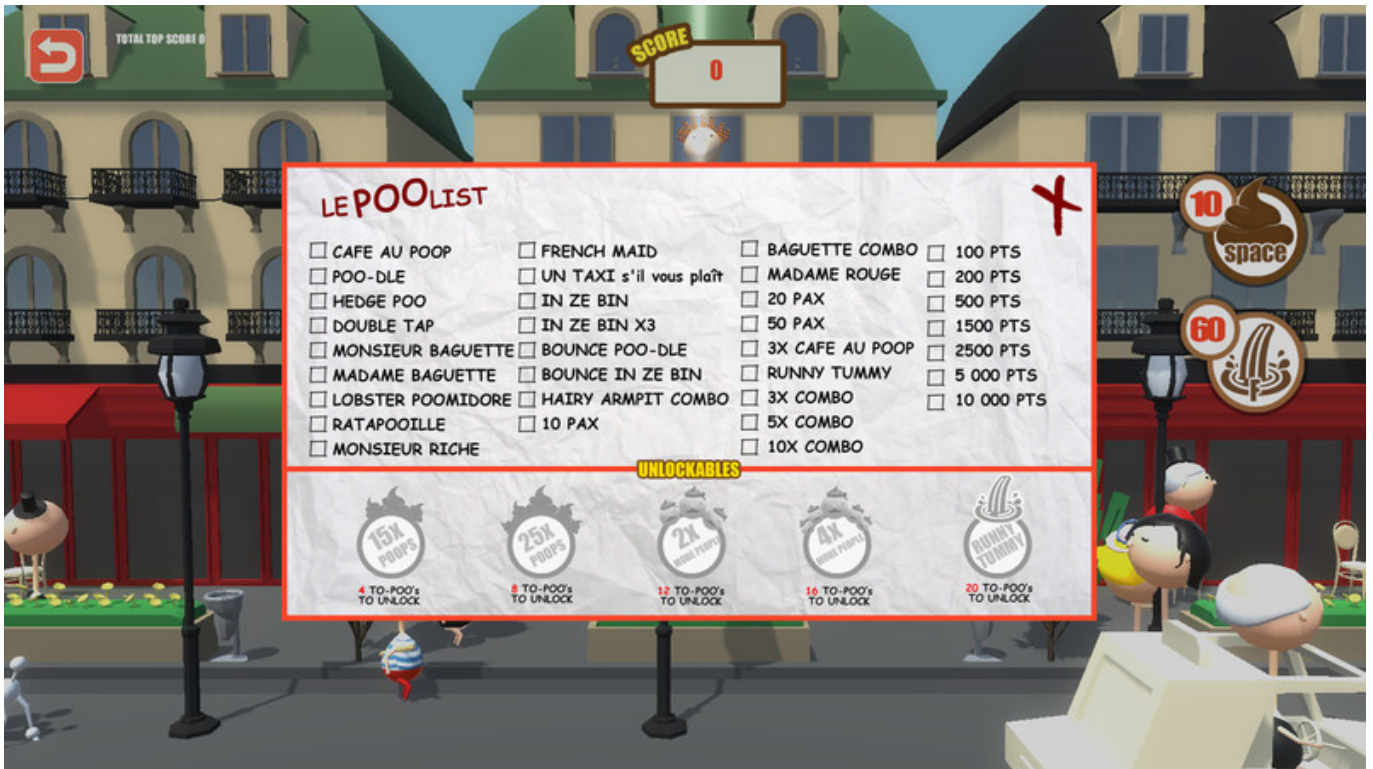 TOTAL TOP SCORE 0
SCORE
0
LE POO LIST
X
CAFE AU POOP
POO-DLE
HEDGE POO
DOUBLE TAP
MONSIEUR BAGUETTE
MADAME BAGUETTE
LOBSTER POOMIDORE
RATAPOOILLE
MONSIEUR RICHE
FRENCH MAID
UN TAXI s'il vous plaît
IN ZE BIN
IN ZE BIN X3
BOUNCE POO-DLE
BOUNCE IN ZE BIN
HAIRY ARMPIT COMBO
10 PAX
BAGUETTE COMBO
MADAME ROUGE
20 PAX
50 PAX
3X CAFE AU POOP
RUNNY TUMMY
3X COMBO
5X COMBO
10X COMBO
100 PTS
200 PTS
500 PTS
1500 PTS
2500 PTS
5 000 PTS
10 000 PTS
10
space
60
F
UNLOCKABLES
15X
POOPS
4 TO-POO's
TO UNLOCK
25X
POOPS
8 TO-POO's
TO UNLOCK
2X
MORE PEOPLE
12 TO-POO's
TO UNLOCK
4X
MORE PEOPLE
16 TO-POO's
TO UNLOCK
RUNNY
TUMMY
20 TO-POO's
TO UNLOCK